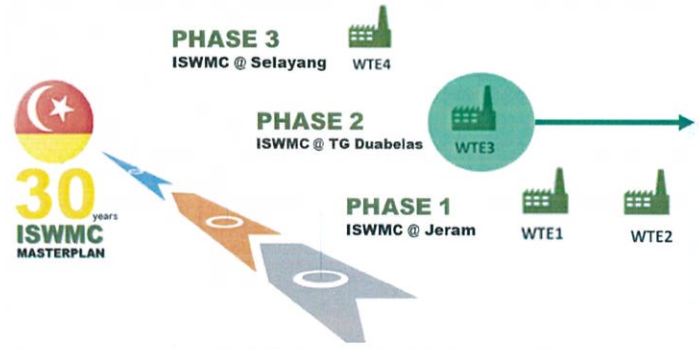 PHASE 3
ISWMC @ Selayang
WTE4
PHASE 2
ISWMC @ TG Duabelas
WTE3
30 years
ISWMC
MASTERPLAN
PHASE 1
ISWMC @ Jeram
WTE1
WTE2